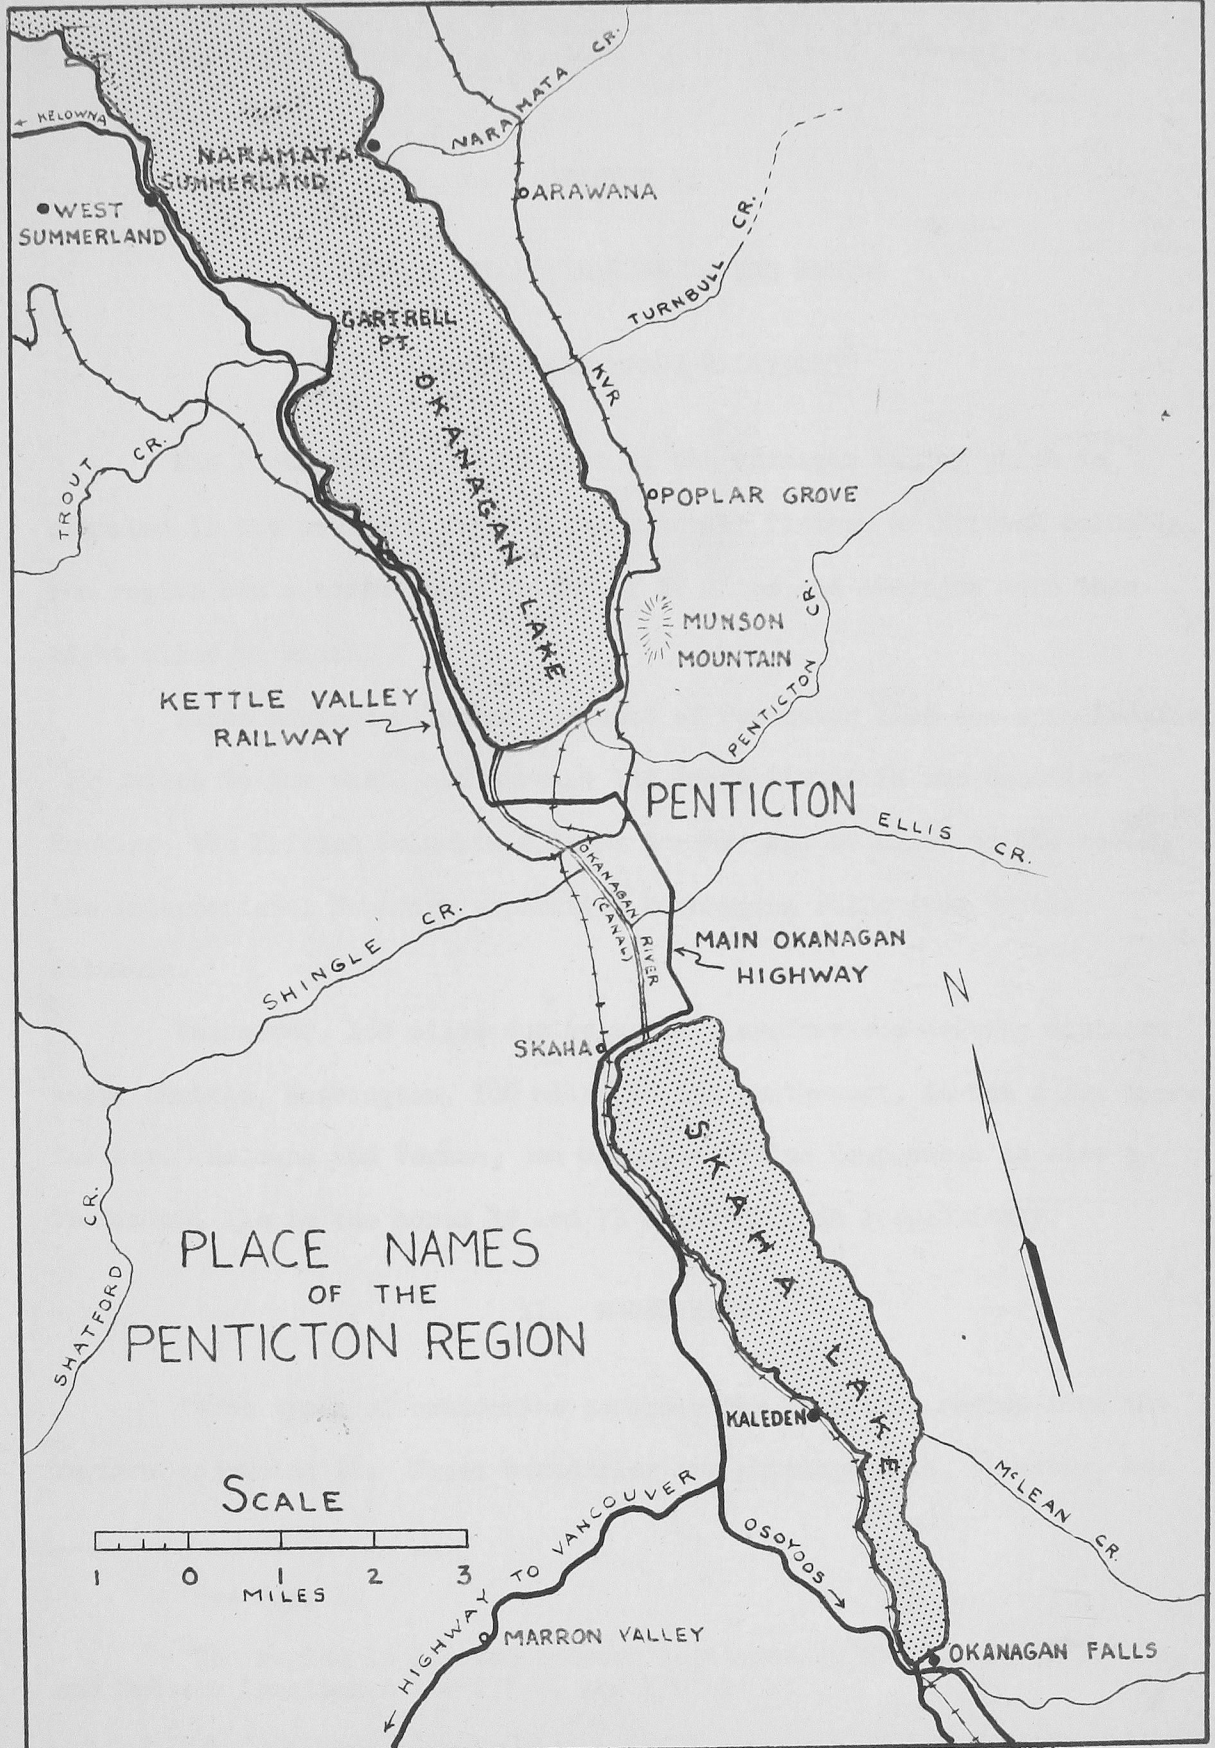 ← KELOWNA
NARAMATA CR.
NARAMATA
SUMMERLAND
WEST
SUMMERLAND
ARAWANA
TURNBULL CR.
GARTRELL
PT.
KVR
OKANAGAN LAKE
TROUT CR.
POPLAR GROVE
MUNSON
MOUNTAIN
PENTICTON CR.
KETTLE VALLEY
RAILWAY
PENTICTON
ELLIS CR.
OKANAGAN RIVER
(CANAL)
SHINGLE CR.
MAIN OKANAGAN
HIGHWAY
N
SKAHA
SKAHA LAKE
SHATFORD CR.
PLACE NAMES
OF THE
PENTICTON REGION
KALEDEN
McLEAN CR.
SCALE
1 0 1 2 3
MILES
← HIGHWAY TO VANCOUVER
OSOYOOS →
MARRON VALLEY
OKANAGAN FALLS